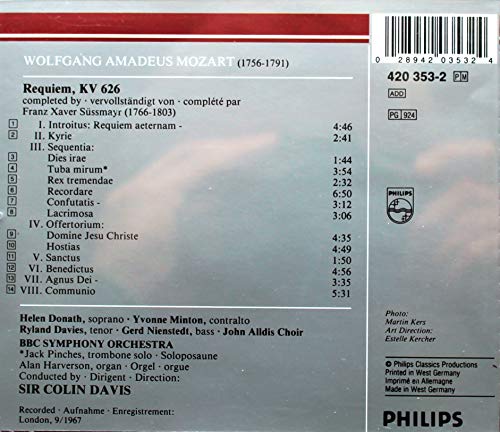 WOLFGANG AMADEUS MOZART (1756-1791)
Requiem, KV 626
completed by · vervollständigt von · complété par
Franz Xaver Süssmayr (1766-1803)
1 I. Introitus: Requiem aeternam - 4:46
2 II. Kyrie 2:41
III. Sequentia:
3 Dies irae 1:44
4 Tuba mirum* 3:54
5 Rex tremendae 2:32
6 Recordare 6:50
7 Confutatis - 3:12
8 Lacrimosa 3:06
IV. Offertorium:
9 Domine Jesu Christe 4:35
10 Hostias 4:49
11 V. Sanctus 1:50
12 VI. Benedictus 4:56
13 VII. Agnus Dei - 3:35
14 VIII. Communio 5:31
Helen Donath, soprano · Yvonne Minton, contralto
Ryland Davies, tenor · Gerd Nienstedt, bass · John Alldis Choir
BBC SYMPHONY ORCHESTRA
*Jack Pinches, trombone solo · Soloposaune
Alan Harverson, organ · Orgel · orgue
Conducted by · Dirigent · Direction:
SIR COLIN DAVIS
Recorded · Aufnahme · Enregistrement:
London, 9/1967
0 28942 03532 4
420 353-2 PM
ADD
PG 924
PHILIPS
Photo:
Martin Kers
Art Direction:
Estelle Kercher
© Philips Classics Productions
Printed in West Germany
Imprimé en Allemagne
Made in West Germany
PHILIPS